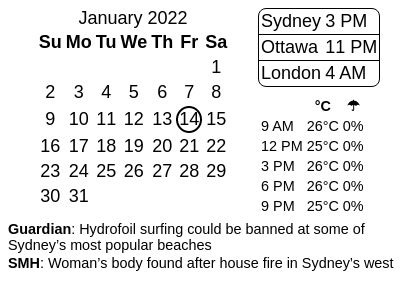 January 2022
Su Mo Tu We Th Fr Sa
1
2 3 4 5 6 7 8
9 10 11 12 13 14 15
16 17 18 19 20 21 22
23 24 25 26 27 28 29
30 31
Sydney 3 PM
Ottawa 11 PM
London 4 AM
°C ☂
9 AM 26°C 0%
12 PM 25°C 0%
3 PM 26°C 0%
6 PM 26°C 0%
9 PM 25°C 0%
Guardian: Hydrofoil surfing could be banned at some of
Sydney’s most popular beaches
SMH: Woman’s body found after house fire in Sydney’s west